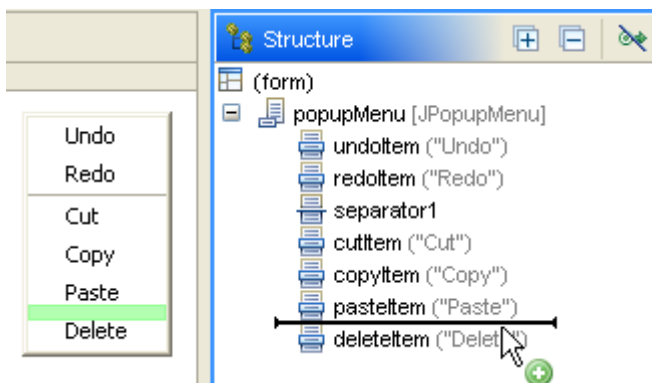 Undo
Redo
Cut
Copy
Paste
Delete
Structure
(form)
popupMenu [JPopupMenu]
undoItem ("Undo")
redoItem ("Redo")
separator1
cutItem ("Cut")
copyItem ("Copy")
pasteItem ("Paste")
deleteItem ("Delete")